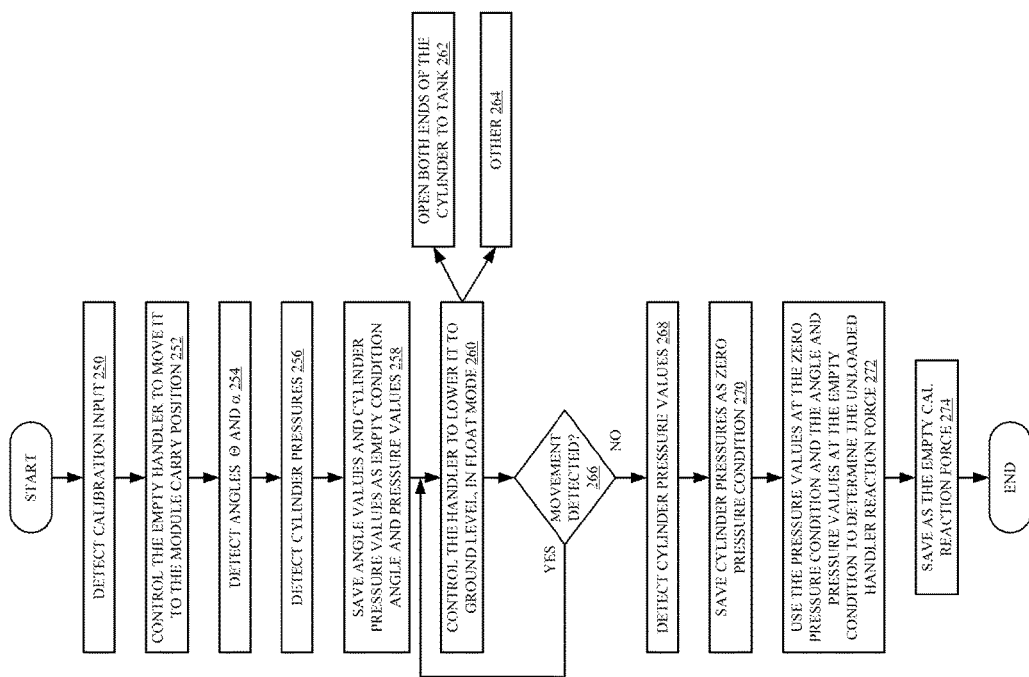 START
DETECT CALIBRATION INPUT 250
CONTROL THE EMPTY HANDLER TO MOVE IT
TO THE MODULE CARRY POSITION 252
DETECT ANGLES Θ AND α 254
DETECT CYLINDER PRESSURES 256
SAVE ANGLE VALUES AND CYLINDER
PRESSURE VALUES AS EMPTY CONDITION
ANGLE AND PRESSURE VALUES 258
CONTROL THE HANDLER TO LOWER IT TO
GROUND LEVEL, IN FLOAT MODE 260
OPEN BOTH ENDS OF THE
CYLINDER TO TANK 262
OTHER 264
MOVEMENT
DETECTED?
266
YES
NO
DETECT CYLINDER PRESSURE VALUES 268
SAVE CYLINDER PRESSURES AS ZERO
PRESSURE CONDITION 270
USE THE PRESSURE VALUES AT THE ZERO
PRESSURE CONDITION AND THE ANGLE AND
PRESSURE VALUES AT THE EMPTY
CONDITION TO DETERMINE THE UNLOADED
HANDLER REACTION FORCE 272
SAVE AS THE EMPTY CAL
REACTION FORCE 274
END